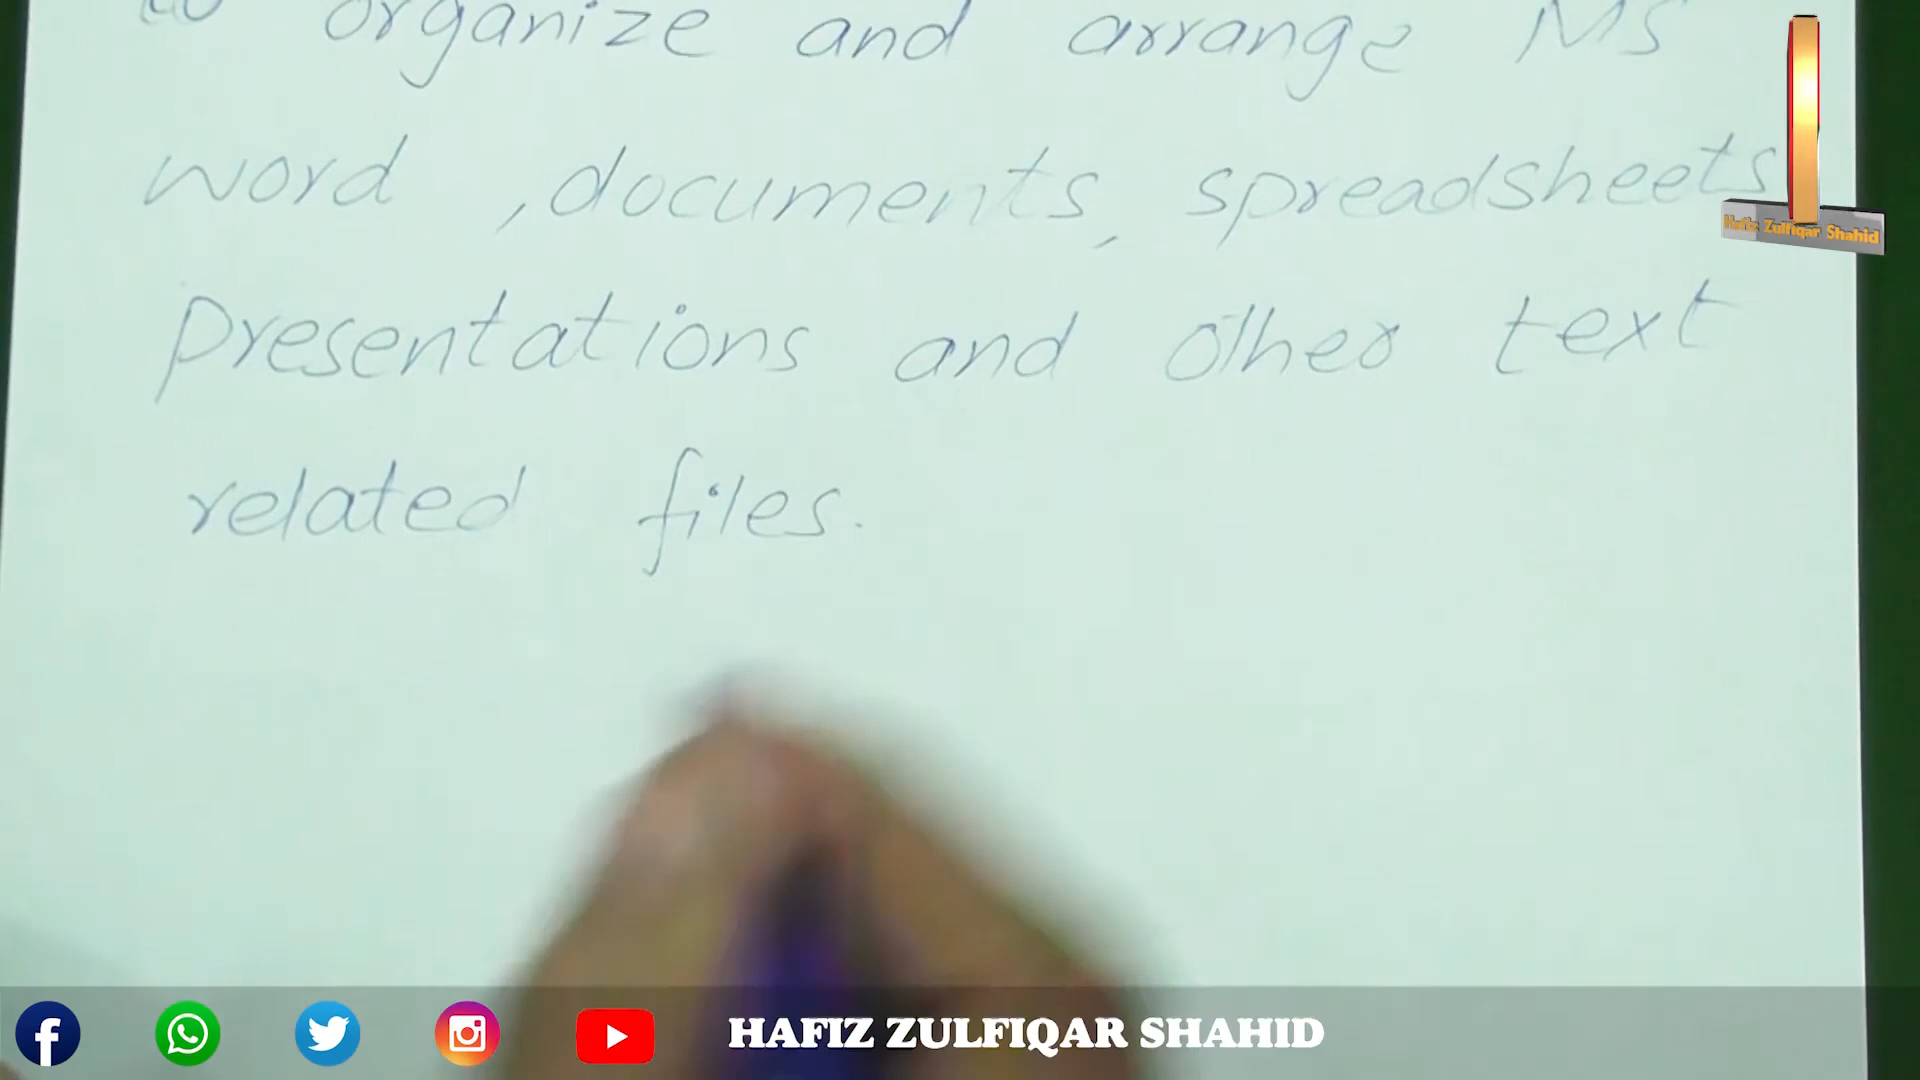 to organize and arrange MS
word , documents, spreadsheets
Presentations and other text
related files.
Hafiz Zulfiqar Shahid
HAFIZ ZULFIQAR SHAHID